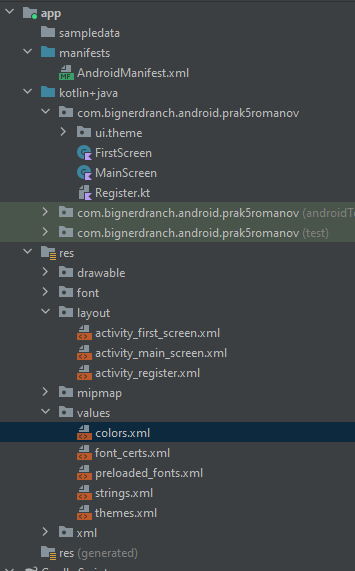 app
sampledata
manifests
AndroidManifest.xml
kotlin+java
com.bignerdranch.android.prak5romanov
ui.theme
FirstScreen
MainScreen
Register.kt
com.bignerdranch.android.prak5romanov (androidTe
com.bignerdranch.android.prak5romanov (test)
res
drawable
font
layout
activity_first_screen.xml
activity_main_screen.xml
activity_register.xml
mipmap
values
colors.xml
font_certs.xml
preloaded_fonts.xml
strings.xml
themes.xml
xml
res (generated)